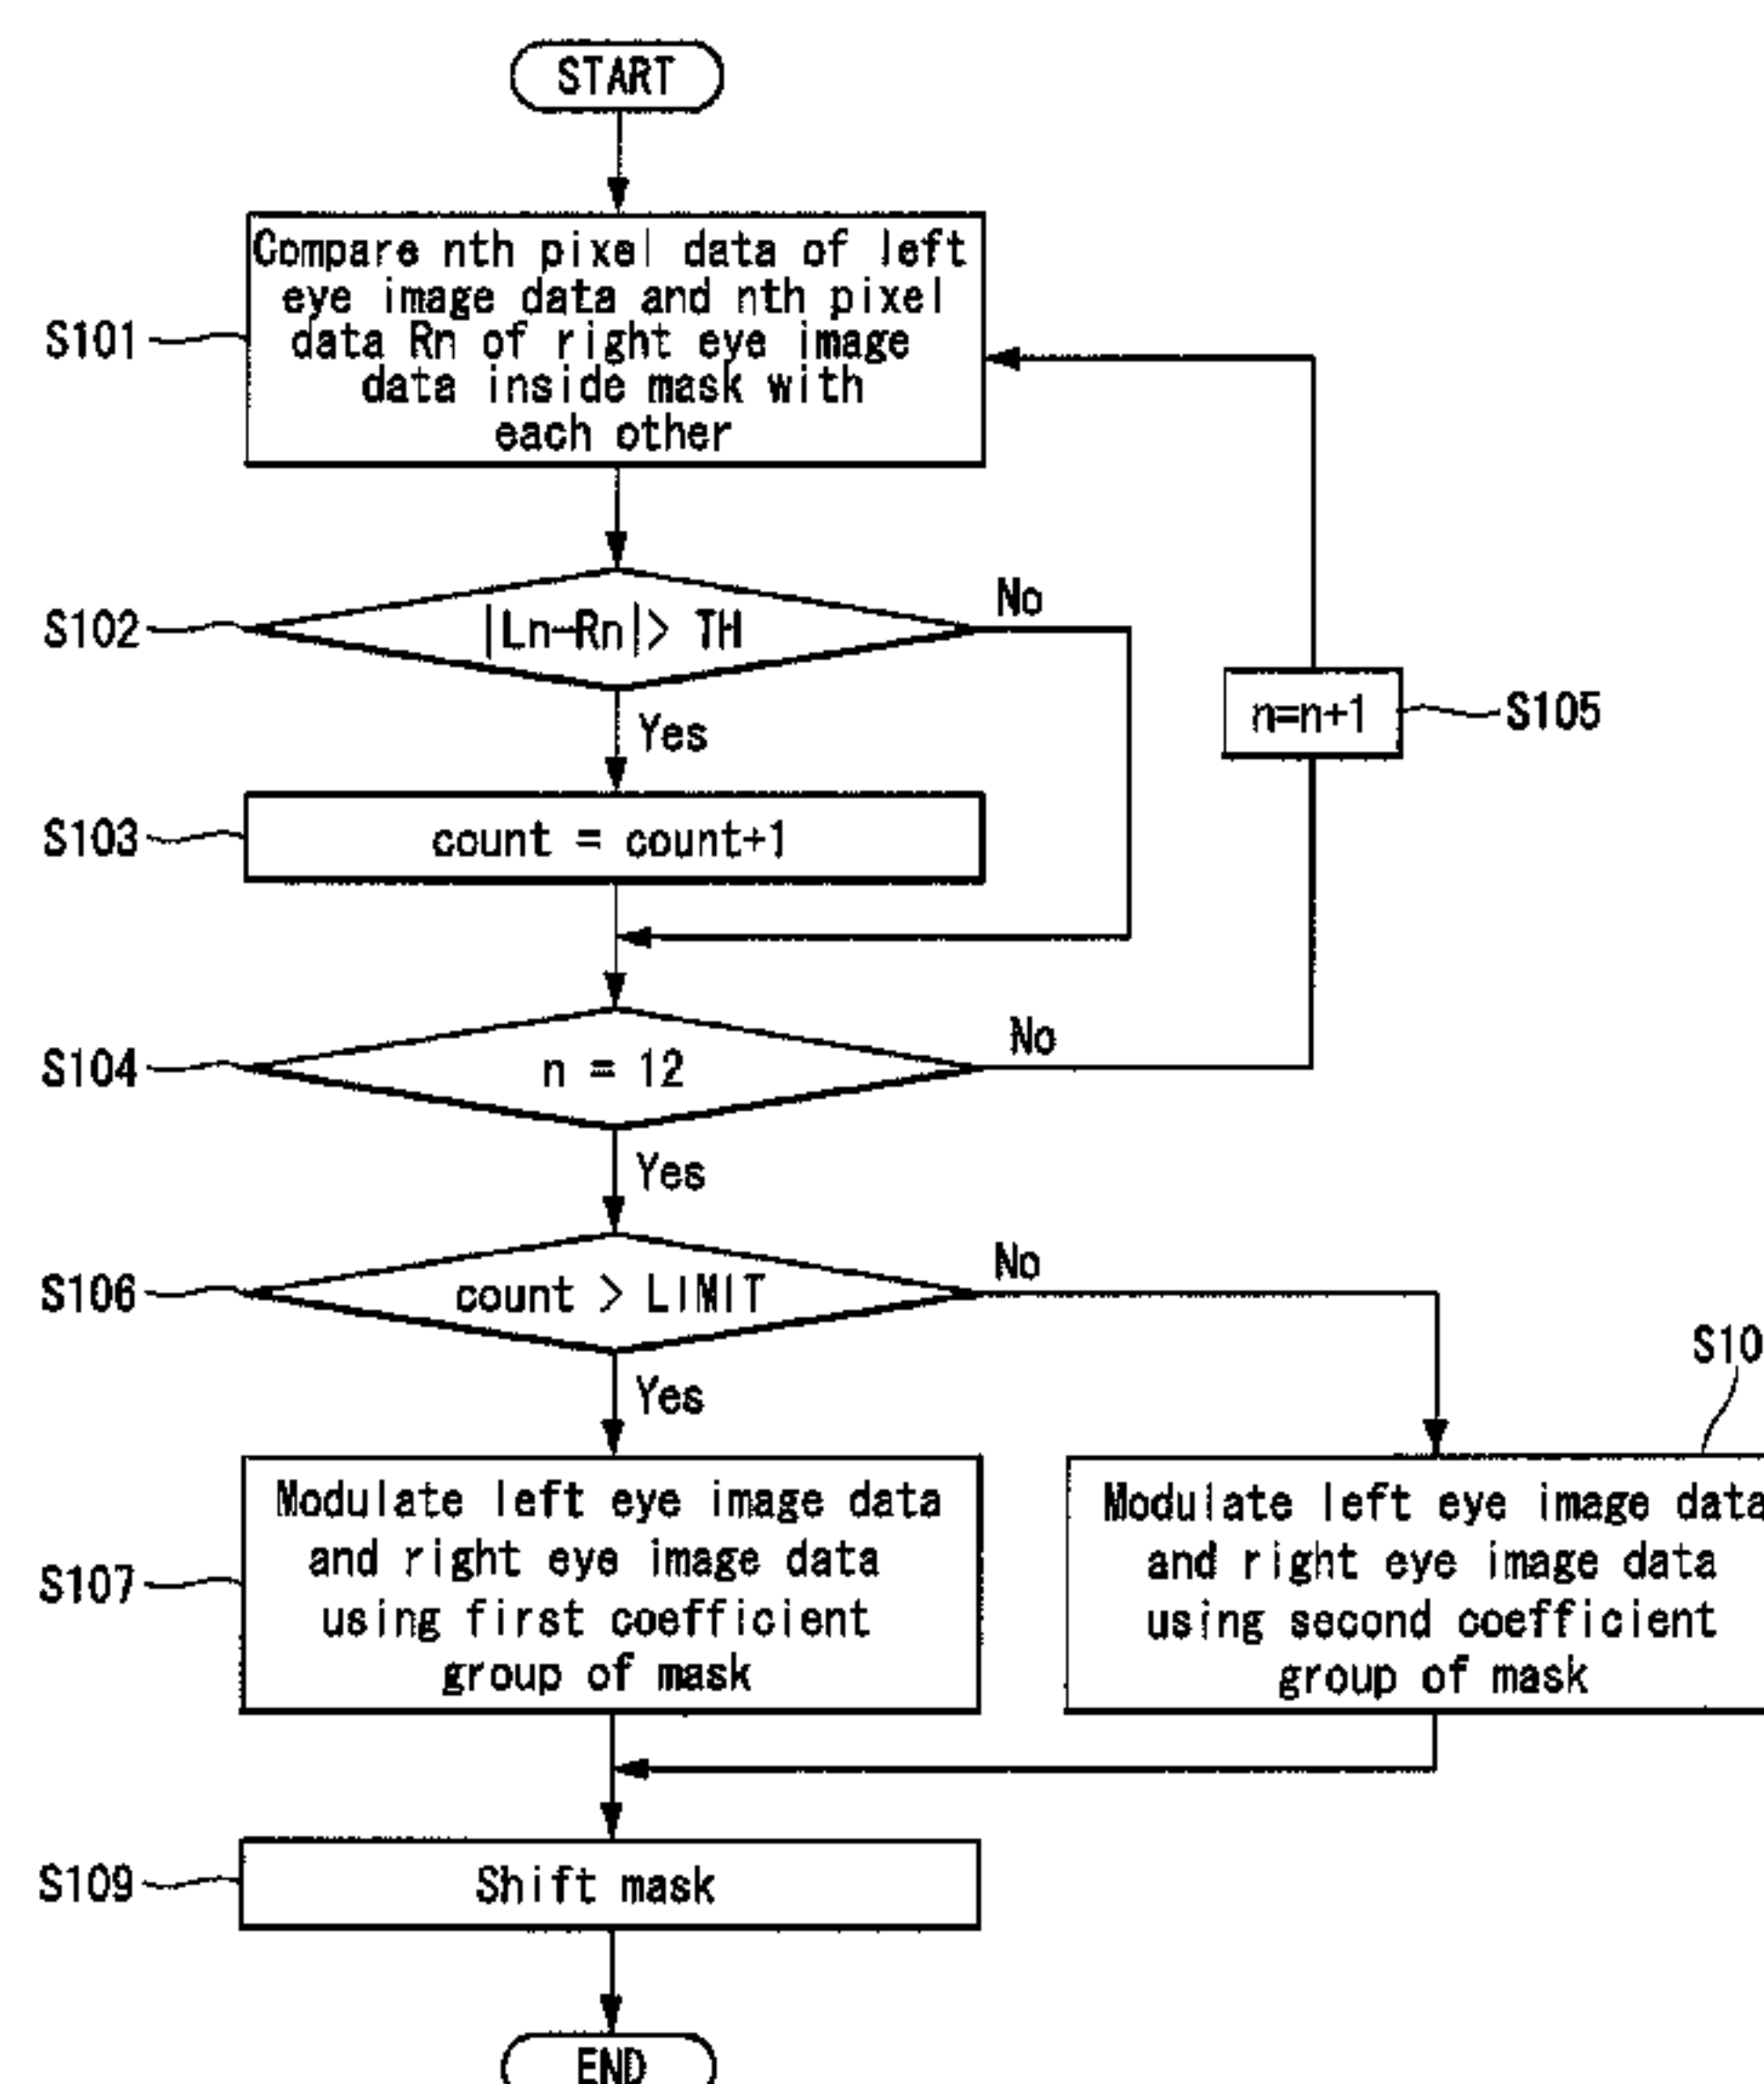 START
Compare nth pixel data of left
eye image data and nth pixel
data Rn of right eye image
data inside mask with
each other
S101
S102
|Ln-Rn|> TH
No
Yes
n=n+1
S105
S103
count = count+1
S104
n = 12
No
Yes
S106
count > LIMIT
No
Yes
S10
S107
Modulate left eye image data
and right eye image data
using first coefficient
group of mask
Modulate left eye image data
and right eye image data
using second coefficient
group of mask
S109
Shift mask
END